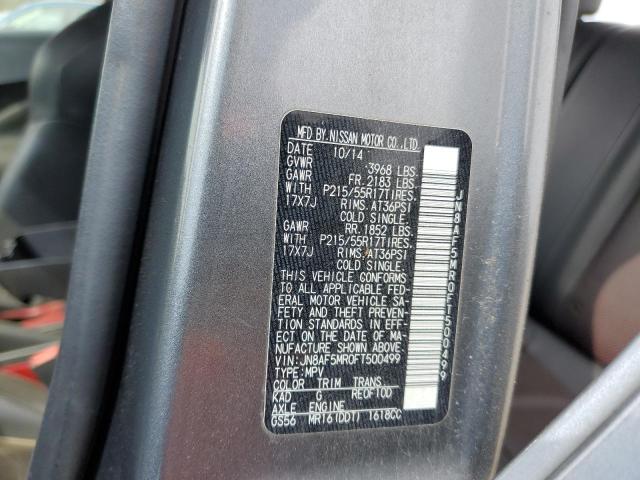 MFD BY. NISSAN MOTOR CO., LTD.
DATE 10/14
GVWR 3968 LBS.
GAWR FR. 2183 LBS.
WITH P215/55R17TIRES.
17X7J RIMS. AT36PSI
COLD SINGLE.
GAWR RR. 1852 LBS.
WITH P215/55R17TIRES.
17X7J RIMS. AT36PSI
COLD SINGLE.
THIS VEHICLE CONFORMS
TO ALL APPLICABLE FED-
ERAL MOTOR VEHICLE SA-
FETY AND THEFT PREVEN-
TION STANDARDS IN EFF-
ECT ON THE DATE OF MA-
NUFACTURE SHOWN ABOVE.
VIN: JN8AF5MR0FT500499
TYPE: MPV
COLOR TRIM TRANS
KAD G RE0F10D
AXLE ENGINE
GS56 MR16(DDT) 1618CC
JN8AF5MR0FT500499